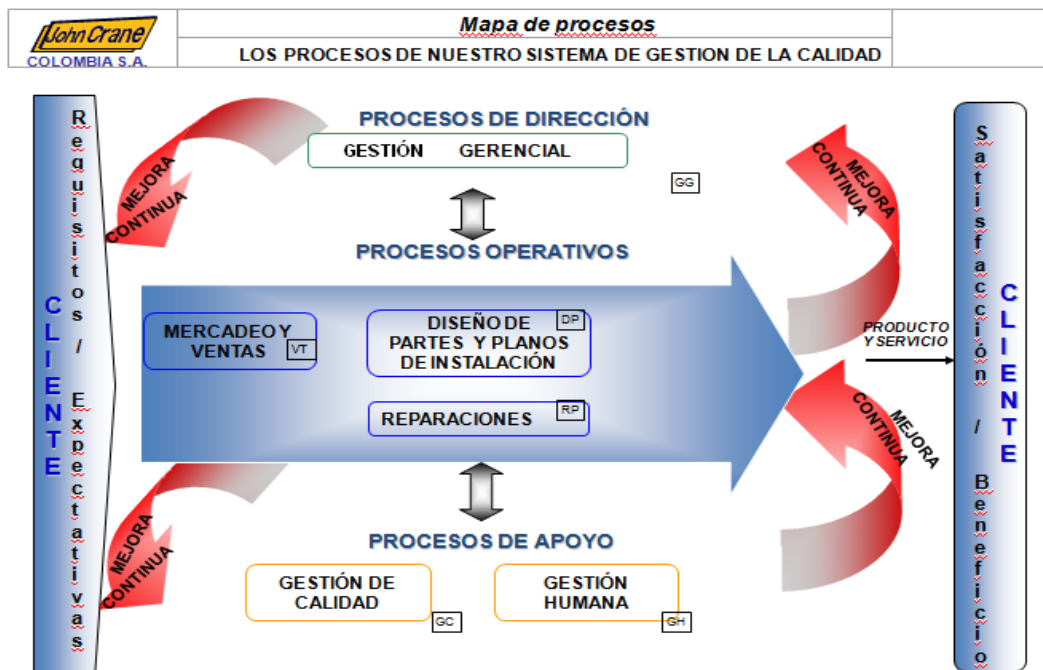 John Crane
COLOMBIA S.A.
Mapa de procesos
LOS PROCESOS DE NUESTRO SISTEMA DE GESTION DE LA CALIDAD
CLIENTE
Requisitos / Expectativas
MEJORA
CONTINUA
PROCESOS DE DIRECCIÓN
GESTIÓN GERENCIAL
GG
MEJORA
CONTINUA
PROCESOS OPERATIVOS
MERCADEO Y
VENTAS
VT
DISEÑO DE
PARTES Y PLANOS
DE INSTALACIÓN
DP
REPARACIONES
RP
PRODUCTO
Y SERVICIO
MEJORA
CONTINUA
MEJORA
CONTINUA
PROCESOS DE APOYO
GESTIÓN DE
CALIDAD
GC
GESTIÓN
HUMANA
GH
Satisfacción / Beneficio
CLIENTE